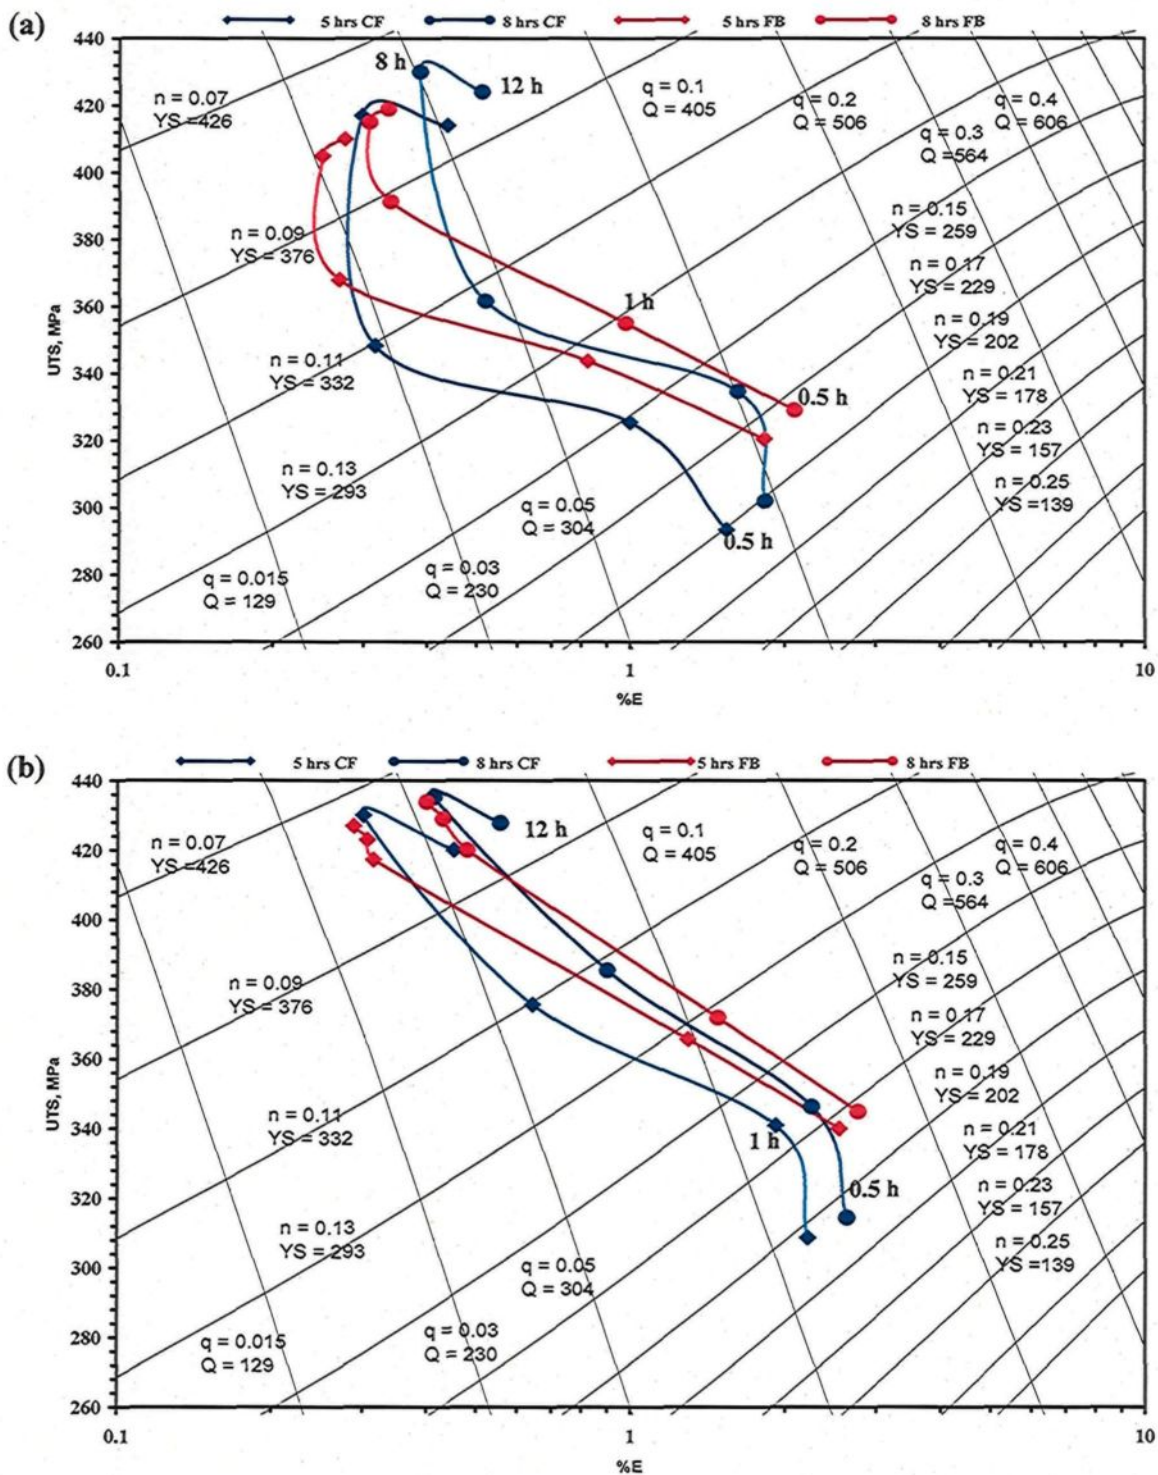 (a)
5 hrs CF 8 hrs CF 5 hrs FB 8 hrs FB
440
420
400
380
360
340
320
300
280
260
UTS, MPa
0.1 1 10
%E
8 h
12 h
1 h
0.5 h
0.5 h
n = 0.07
YS = 426
n = 0.09
YS = 376
n = 0.11
YS = 332
n = 0.13
YS = 293
q = 0.015
Q = 129
q = 0.03
Q = 230
q = 0.05
Q = 304
q = 0.1
Q = 405
q = 0.2
Q = 506
q = 0.3
Q =564
q = 0.4
Q = 606
n = 0.15
YS = 259
n = 0.17
YS = 229
n = 0.19
YS = 202
n = 0.21
YS = 178
n = 0.23
YS = 157
n = 0.25
YS =139
(b)
5 hrs CF 8 hrs CF 5 hrs FB 8 hrs FB
440
420
400
380
360
340
320
300
280
260
UTS, MPa
0.1 1 10
%E
12 h
1 h
0.5 h
n = 0.07
YS = 426
n = 0.09
YS = 376
n = 0.11
YS = 332
n = 0.13
YS = 293
q = 0.015
Q = 129
q = 0.03
Q = 230
q = 0.05
Q = 304
q = 0.1
Q = 405
q = 0.2
Q = 506
q = 0.3
Q =564
q = 0.4
Q = 606
n = 0.15
YS = 259
n = 0.17
YS = 229
n = 0.19
YS = 202
n = 0.21
YS = 178
n = 0.23
YS = 157
n = 0.25
YS =139